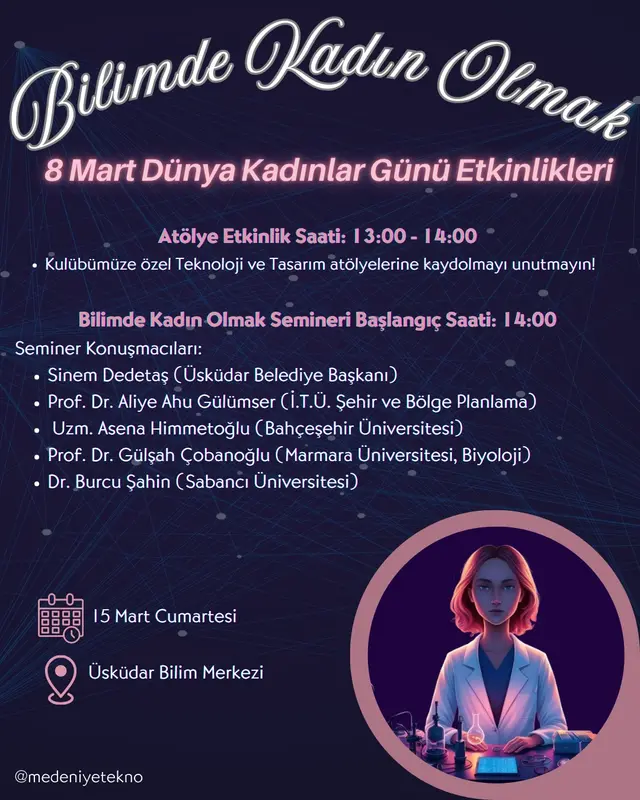 Bilimde Kadın Olmak
8 Mart Dünya Kadınlar Günü Etkinlikleri
Atölye Etkinlik Saati: 13:00 - 14:00
• Kulübümüze özel Teknoloji ve Tasarım atölyelerine kaydolmayı unutmayın!
Bilimde Kadın Olmak Semineri Başlangıç Saati: 14:00
Seminer Konuşmacıları:
• Sinem Dedetaş (Üsküdar Belediye Başkanı)
• Prof. Dr. Aliye Ahu Gülümser (İ.T.Ü. Şehir ve Bölge Planlama)
• Uzm. Asena Himmetoğlu (Bahçeşehir Üniversitesi)
• Prof. Dr. Gülşah Çobanoğlu (Marmara Üniversitesi, Biyoloji)
• Dr. Burcu Şahin (Sabancı Üniversitesi)
15 Mart Cumartesi
Üsküdar Bilim Merkezi
@medeniyetekno